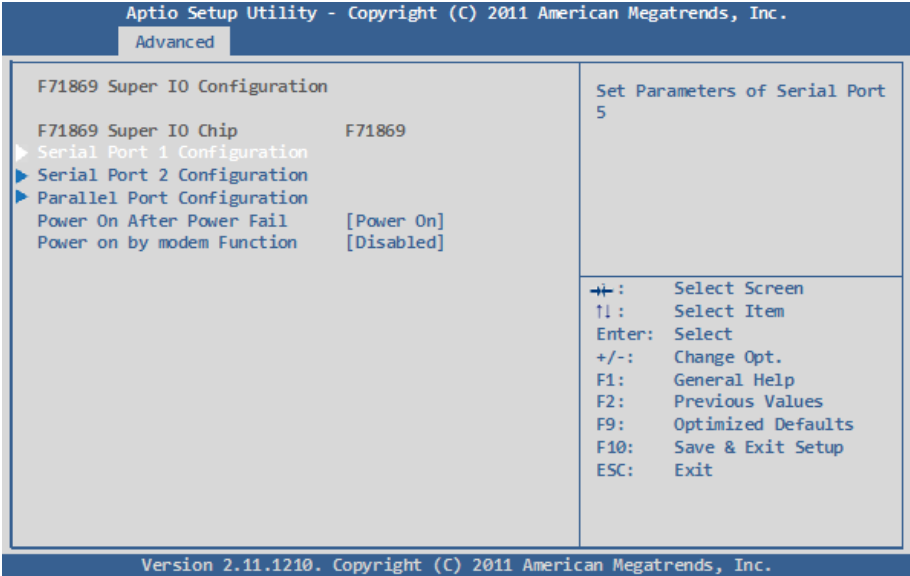 Aptio Setup Utility - Copyright (C) 2011 American Megatrends, Inc.
Advanced
F71869 Super IO Configuration
F71869 Super IO Chip F71869
Serial Port 1 Configuration
Serial Port 2 Configuration
Parallel Port Configuration
Power On After Power Fail [Power On]
Power on by modem Function [Disabled]
Set Parameters of Serial Port
5
→←: Select Screen
↑↓: Select Item
Enter: Select
+/-: Change Opt.
F1: General Help
F2: Previous Values
F9: Optimized Defaults
F10: Save & Exit Setup
ESC: Exit
Version 2.11.1210. Copyright (C) 2011 American Megatrends, Inc.